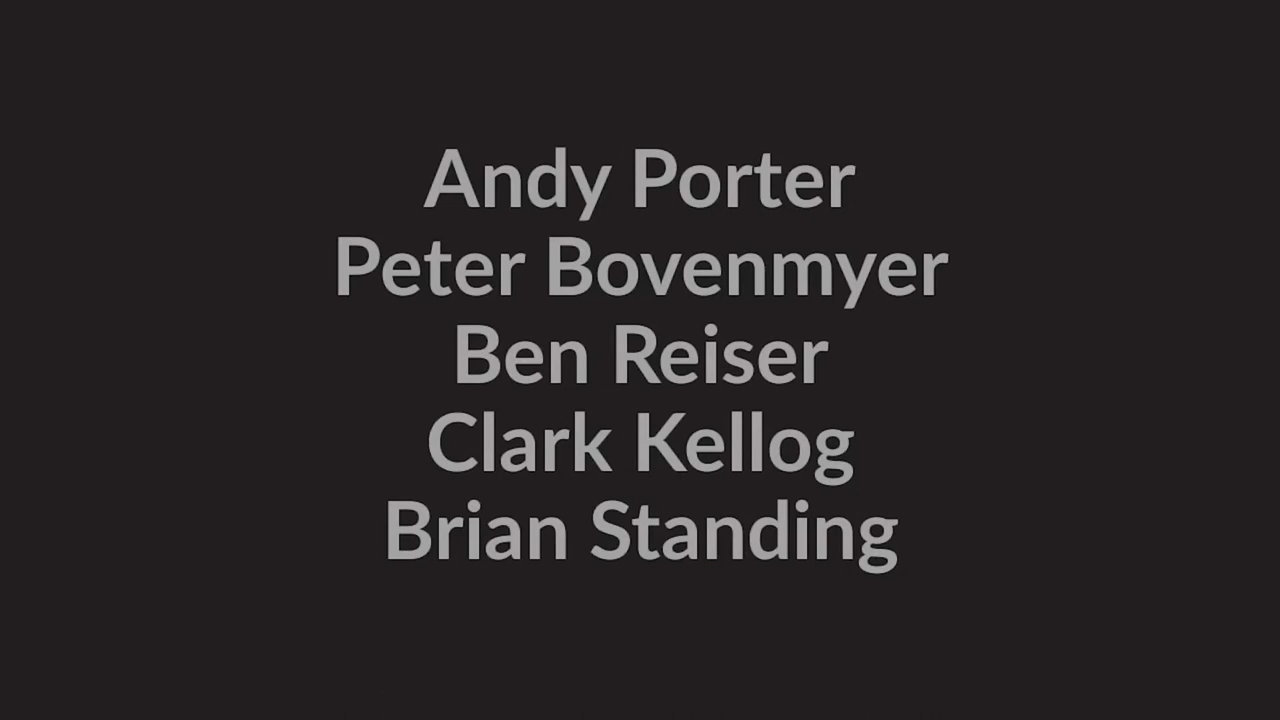 Andy Porter
Peter Bovenmyer
Ben Reiser
Clark Kellog
Brian Standing